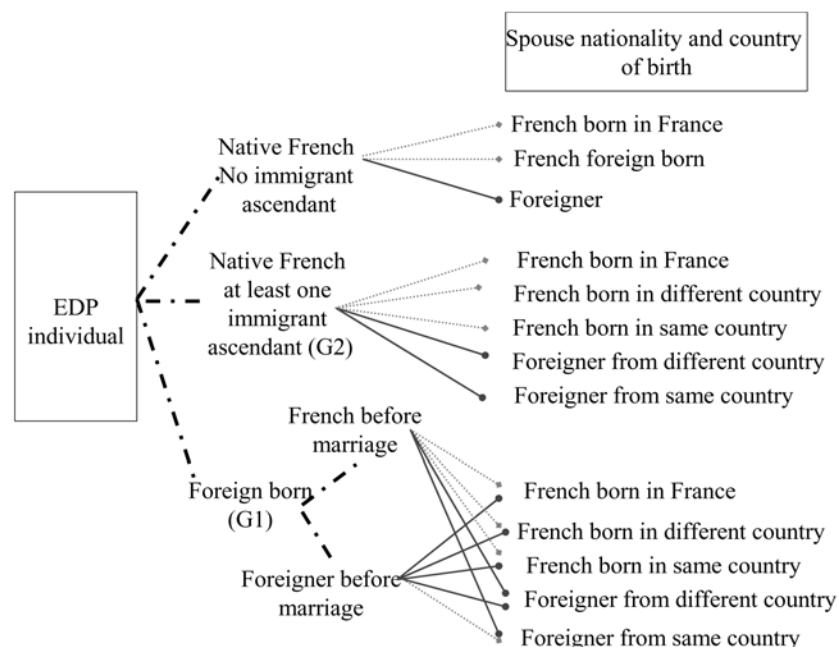 Spouse nationality and country
of birth
French born in France
French foreign born
Foreigner
Native French
No immigrant
ascendant
EDP
individual
Native French
at least one
immigrant
ascendant (G2)
French born in France
French born in different country
French born in same country
Foreigner from different country
Foreigner from same country
French before
marriage
Foreign born
(G1)
Foreigner before
marriage
French born in France
French born in different country
French born in same country
Foreigner from different country
Foreigner from same country